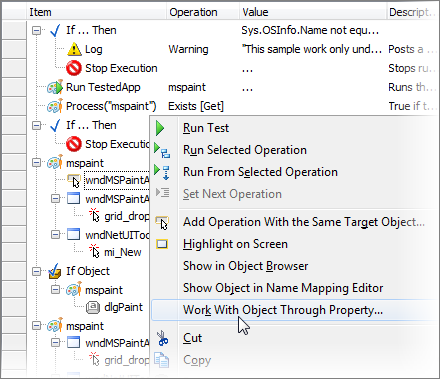 Item Operation Value Descript...
If ... Then Sys.OSInfo.Name not equ...
Log Warning "This sample work only und... Posts a
Stop Execution ... Stops ru
Run TestedApp mspaint ... Runs th
Process("mspaint") Exists [Get] True if t
If ... Then
Stop Execution
mspaint
wndMSPaintA
wndMSPaintA
grid_drop
wndNetUIToo
mi_New
If Object
mspaint
dlgPaint
mspaint
wndMSPaintA
grid_drop
wndMSPaintA
Run Test
Run Selected Operation
Run From Selected Operation
Set Next Operation
Add Operation With the Same Target Object...
Highlight on Screen
Show in Object Browser
Show Object in Name Mapping Editor
Work With Object Through Property...
Cut
Copy